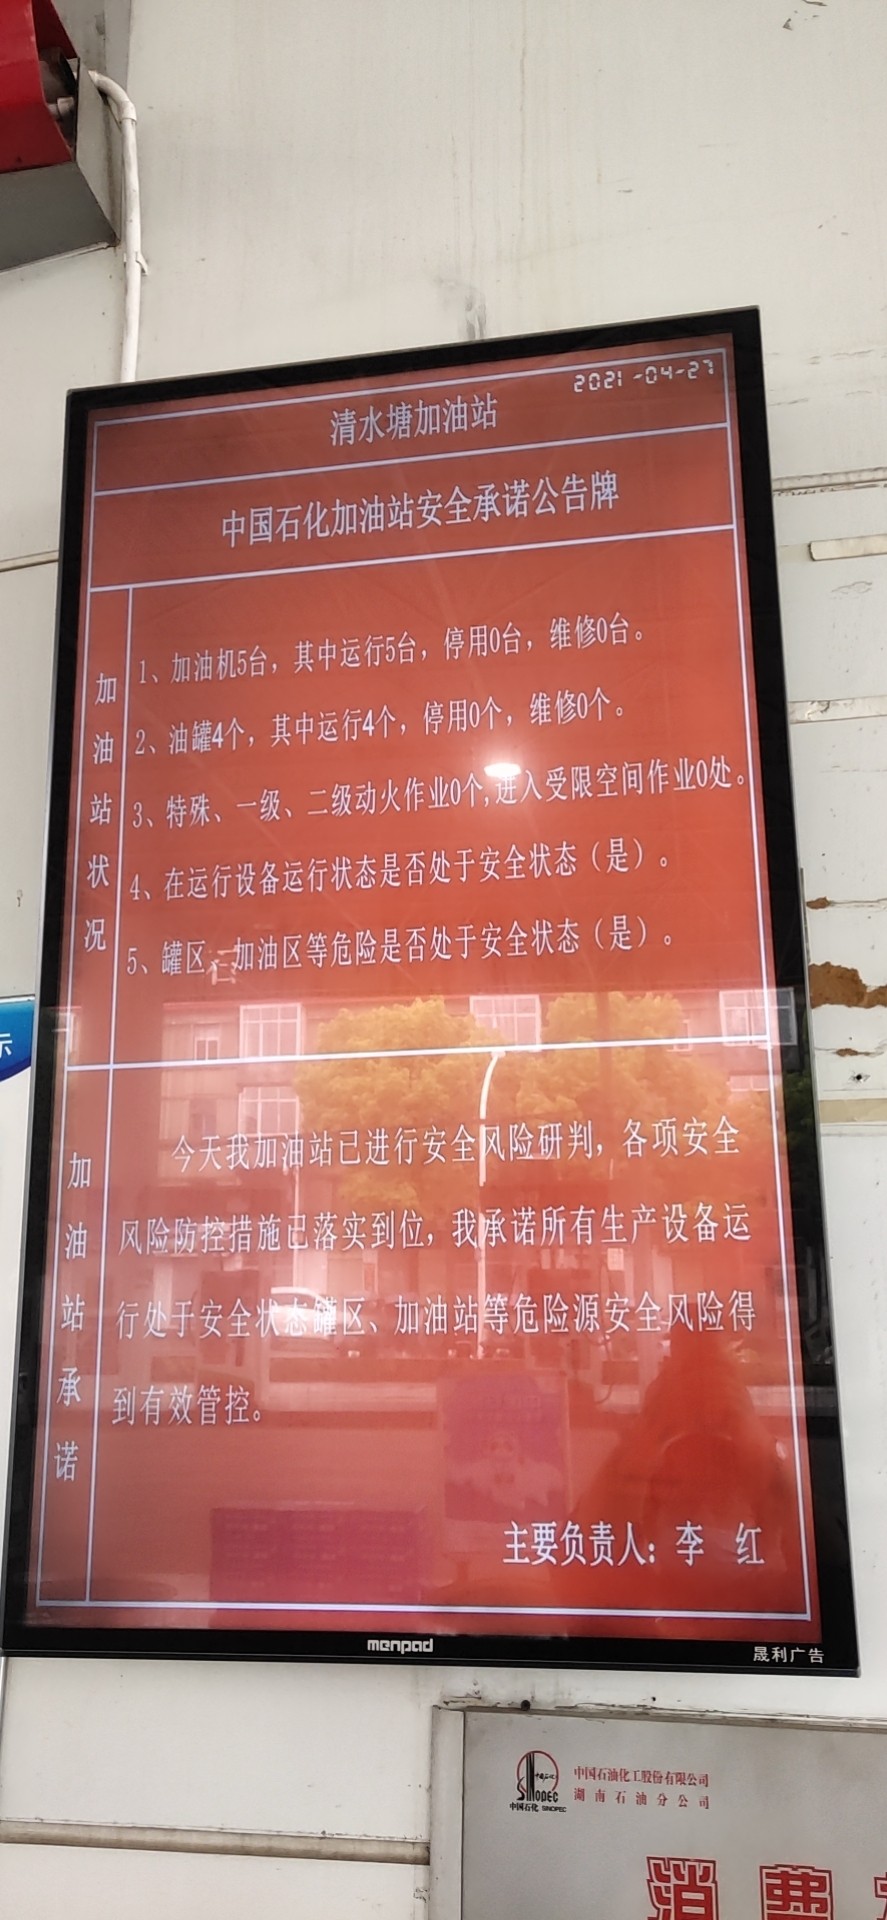 2021-04-27
清水塘加油站
中国石化加油站安全承诺公告牌
加油站状况
1、加油机5台，其中运行5台，停用0台，维修0台。
2、油罐4个，其中运行4个，停用0个，维修0个。
3、特殊、一级、二级动火作业0个,进入受限空间作业0处。
4、在运行设备运行状态是否处于安全状态（是）。
5、罐区、加油区等危险是否处于安全状态（是）。
加油站承诺
今天我加油站已进行安全风险研判，各项安全
风险防控措施已落实到位，我承诺所有生产设备运
行处于安全状态罐区、加油站等危险源安全风险得
到有效管控。
主要负责人：李 红
menpad
晟利广告
示
中国石化
SINOPEC
中国石油化工股份有限公司
湖南石油分公司
消费